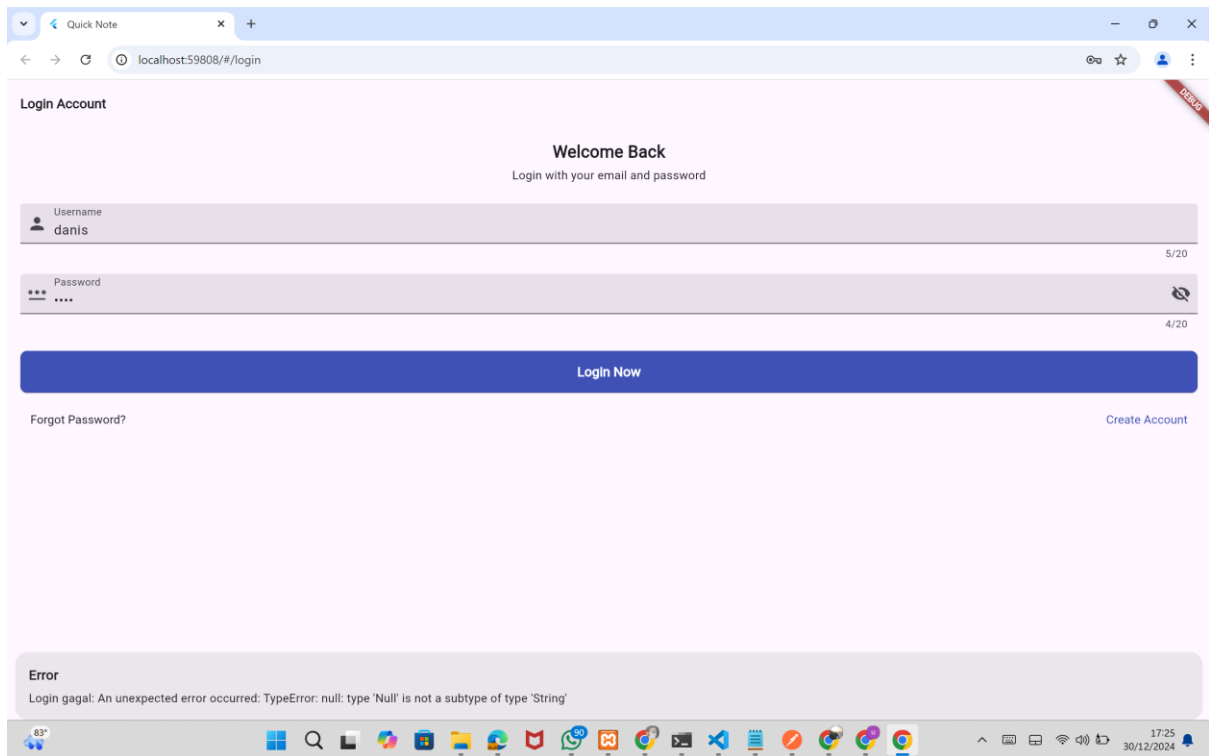 Quick Note
localhost:59808/#/login
Login Account
DEBUG
Welcome Back
Login with your email and password
Username
danis
5/20
Password
••••
4/20
Login Now
Forgot Password?
Create Account
Error
Login gagal: An unexpected error occurred: TypeError: null: type 'Null' is not a subtype of type 'String'
83°
90
17:25
30/12/2024